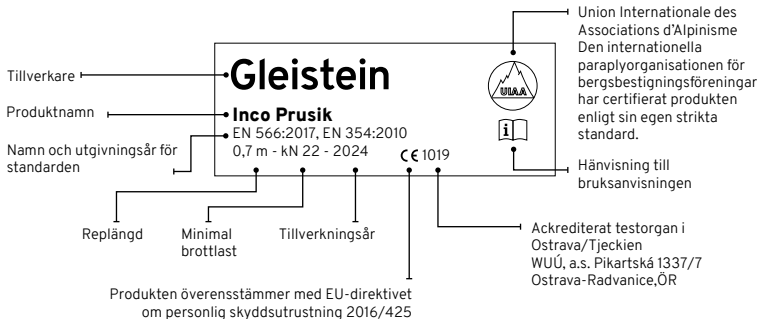 Tillverkare
Produktnamn
Namn och utgivningsår för
standarden
Gleistein
Inco Prusik
EN 566:2017, EN 354:2010
0,7 m - kN 22 - 2024
CE 1019
UIAA
i
Union Internationale des
Associations d'Alpinisme
Den internationella
paraplyorganisationen för
bergsbestigningsföreningar
har certifierat produkten
enligt sin egen strikta
standard.
Hänvisning till
bruksanvisningen
Replängd
Minimal
brottlast
Tillverkningsår
Ackrediterat testorgan i
Ostrava/Tjeckien
WUÚ, a.s. Pikartská 1337/7
Ostrava-Radvanice,ÖR
Produkten överensstämmer med EU-direktivet
om personlig skyddsutrustning 2016/425